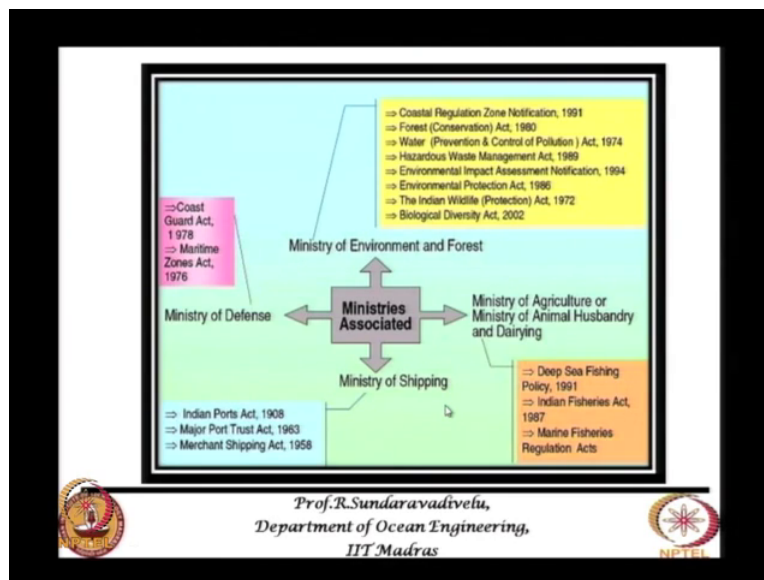 ⇒ Coastal Regulation Zone Notification, 1991
⇒ Forest (Conservation) Act, 1980
⇒ Water (Prevention & Control of Pollution ) Act, 1974
⇒ Hazardous Waste Management Act, 1989
⇒ Environmental Impact Assessment Notification, 1994
⇒ Environmental Protection Act, 1986
⇒ The Indian Wildlife (Protection) Act, 1972
⇒ Biological Diversity Act, 2002
⇒Coast
Guard Act,
1 978
⇒ Maritime
Zones Act,
1976
Ministry of Environment and Forest
Ministry of Defense
Ministries
Associated
Ministry of Agriculture or
Ministry of Animal Husbandry
and Dairying
Ministry of Shipping
⇒ Deep Sea Fishing
Policy, 1991
⇒ Indian Fisheries Act,
1987
⇒ Marine Fisheries
Regulation Acts
⇒ Indian Ports Act, 1908
⇒ Major Port Trust Act, 1963
⇒ Merchant Shipping Act, 1958
Prof.R.Sundaravadivelu,
Department of Ocean Engineering,
IIT Madras
NPTEL
NPTEL